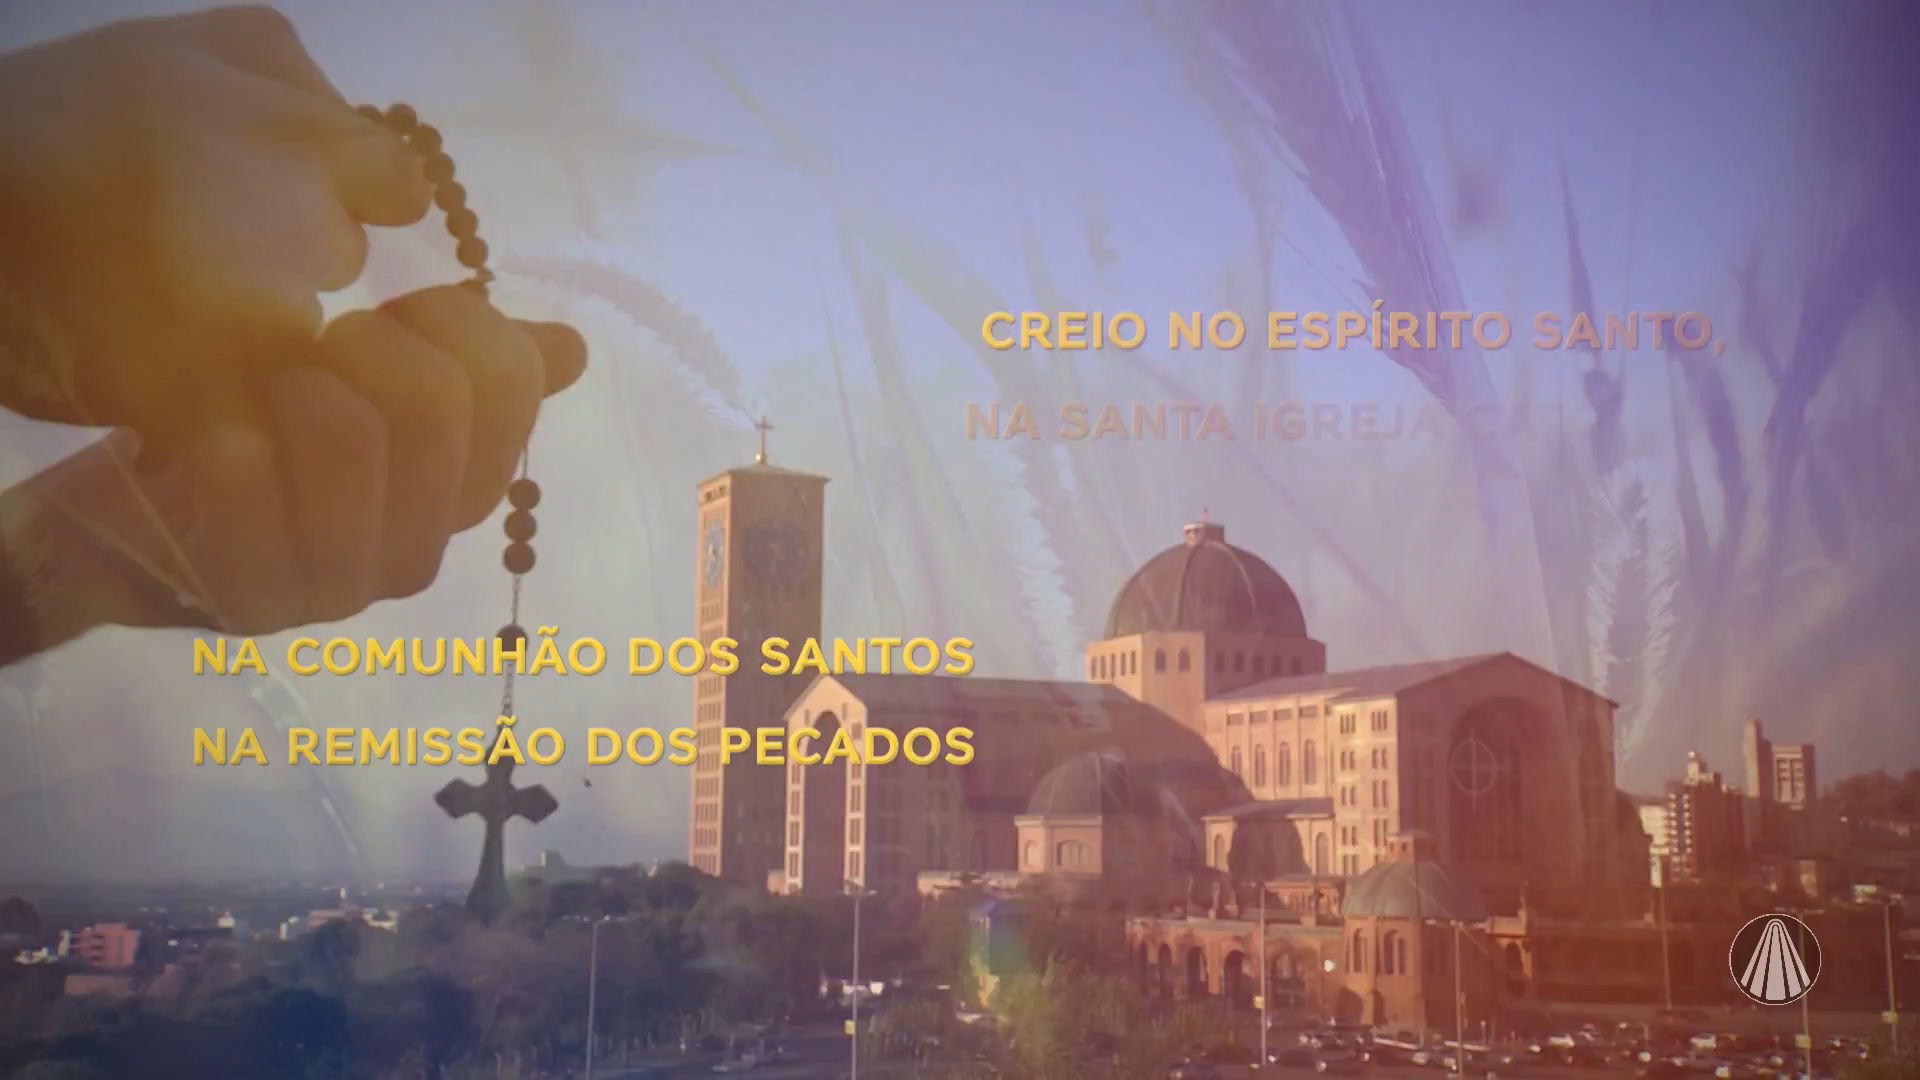 CREIO NO ESPÍRITO SANTO,
NA SANTA IGREJA
NA COMUNHÃO DOS SANTOS
NA REMISSÃO DOS PECADOS